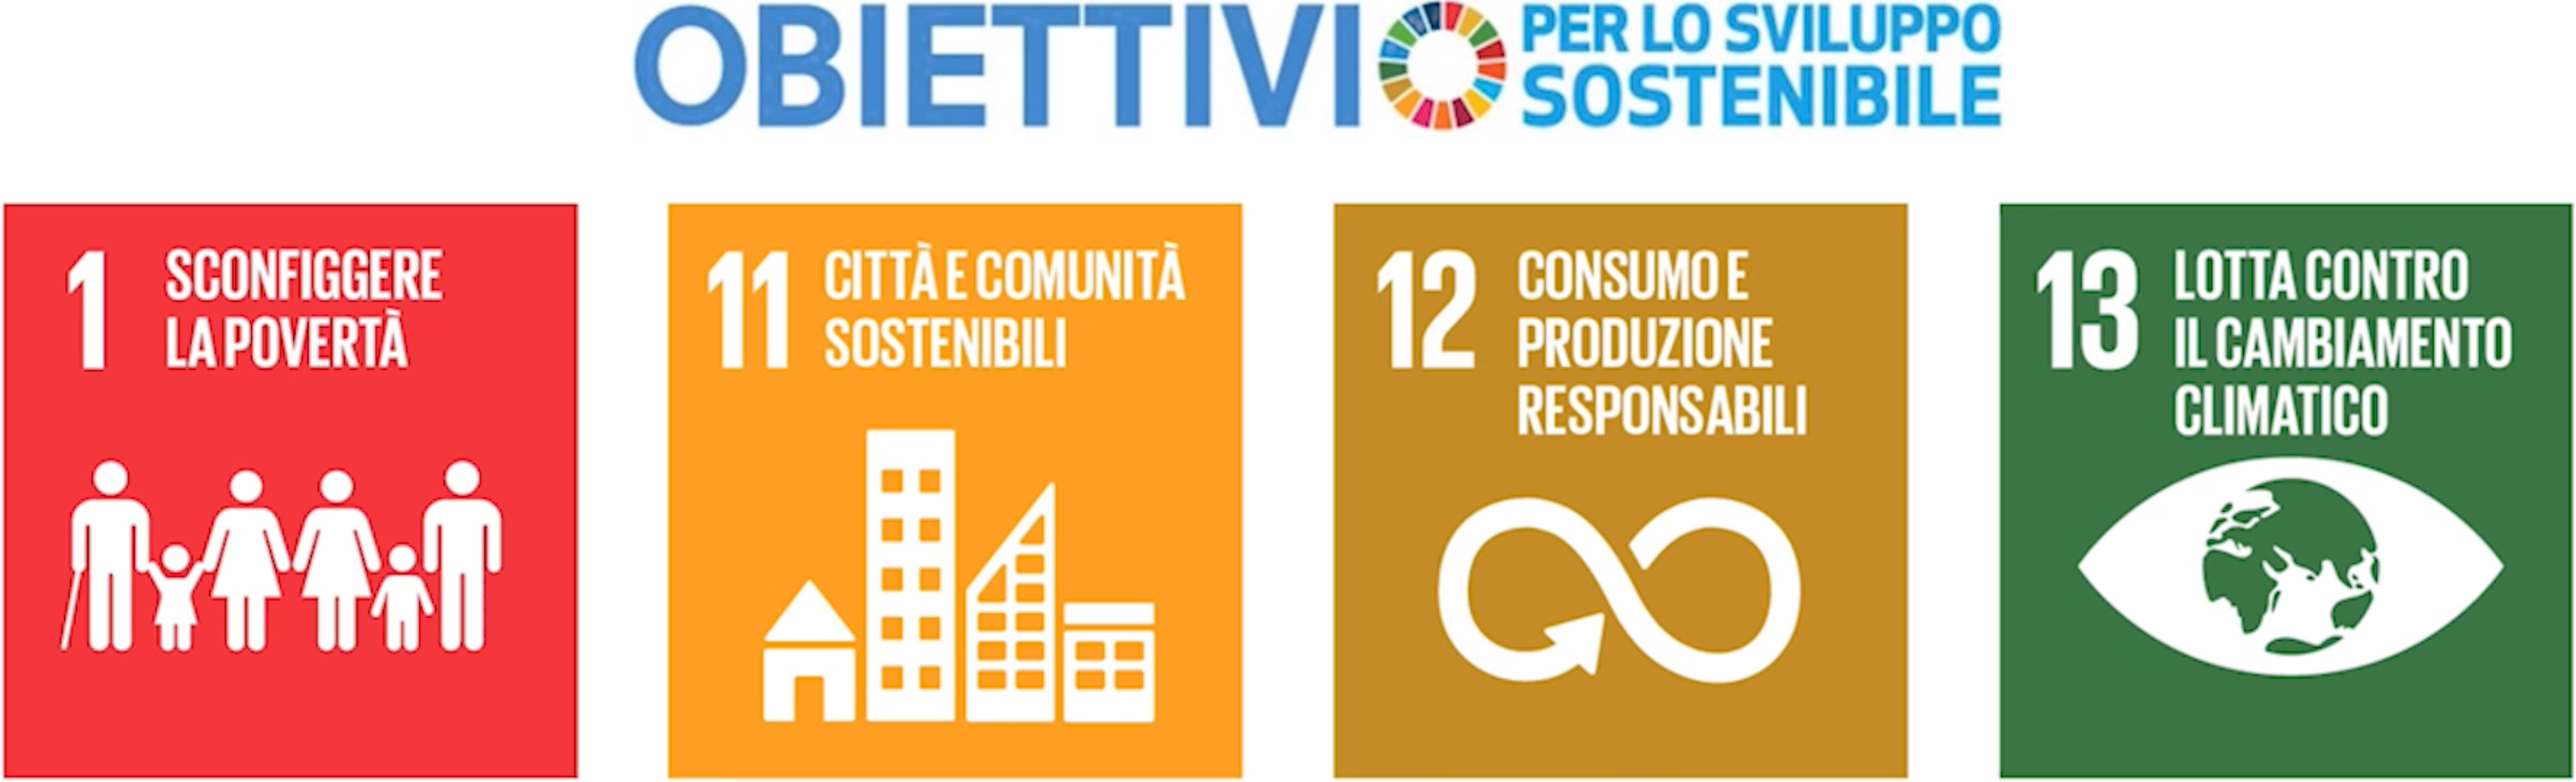 OBIETTIVI
PER LO SVILUPPO
SOSTENIBILE
1
SCONFIGGERE
LA POVERTÀ
11
CITTÀ E COMUNITÀ
SOSTENIBILI
12
CONSUMO E
PRODUZIONE
RESPONSABILI
13
LOTTA CONTRO
IL CAMBIAMENTO
CLIMATICO